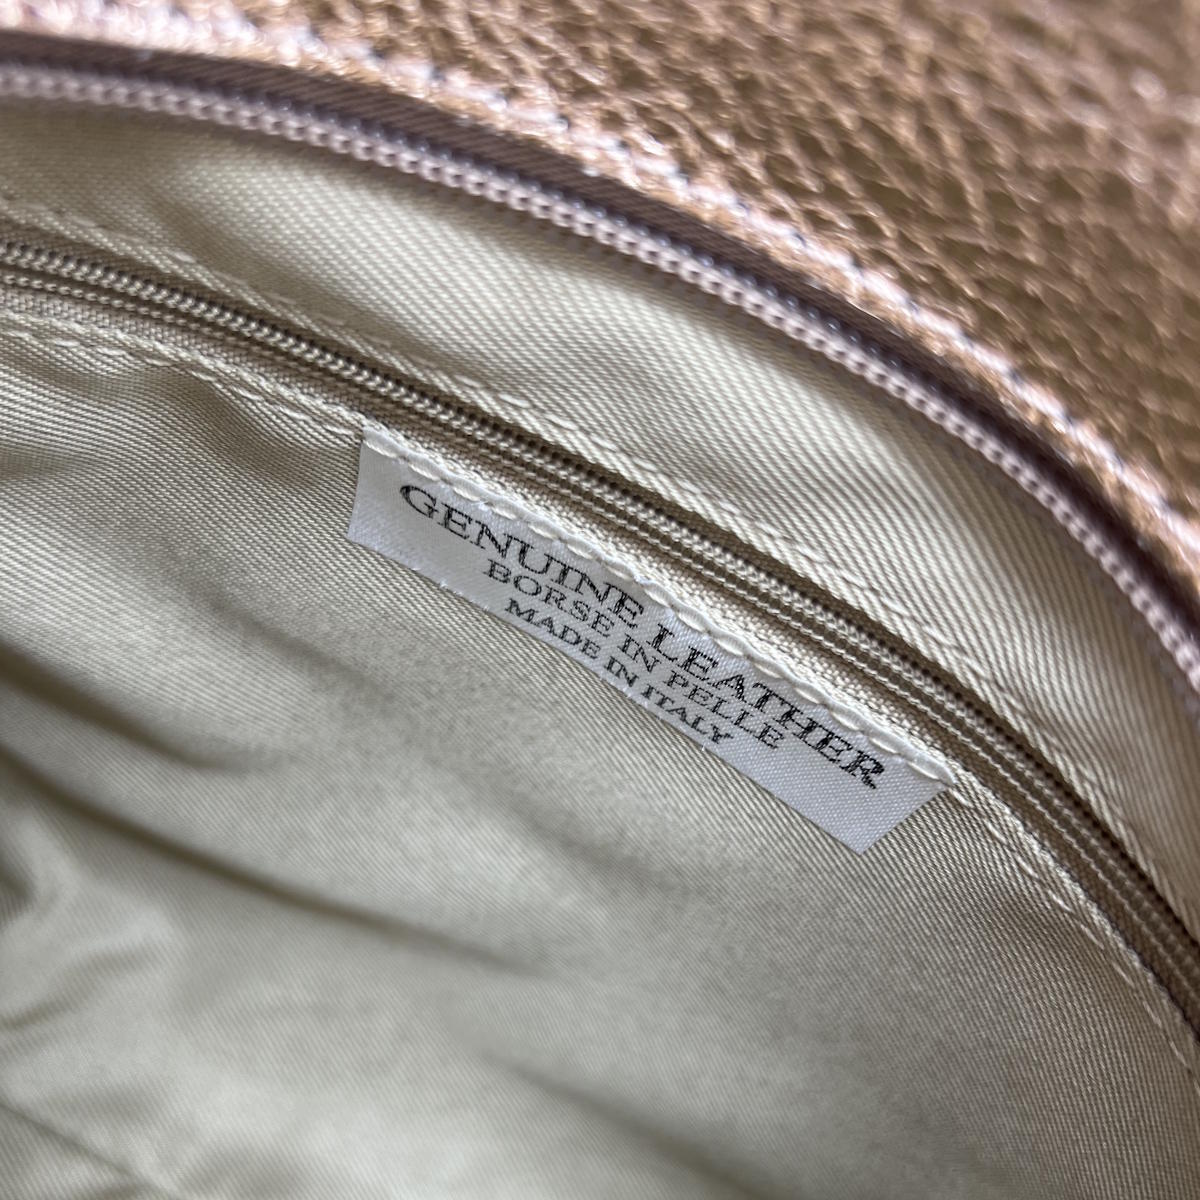 GENUINE LEATHER
BORSE IN PELLE
MADE IN ITALY